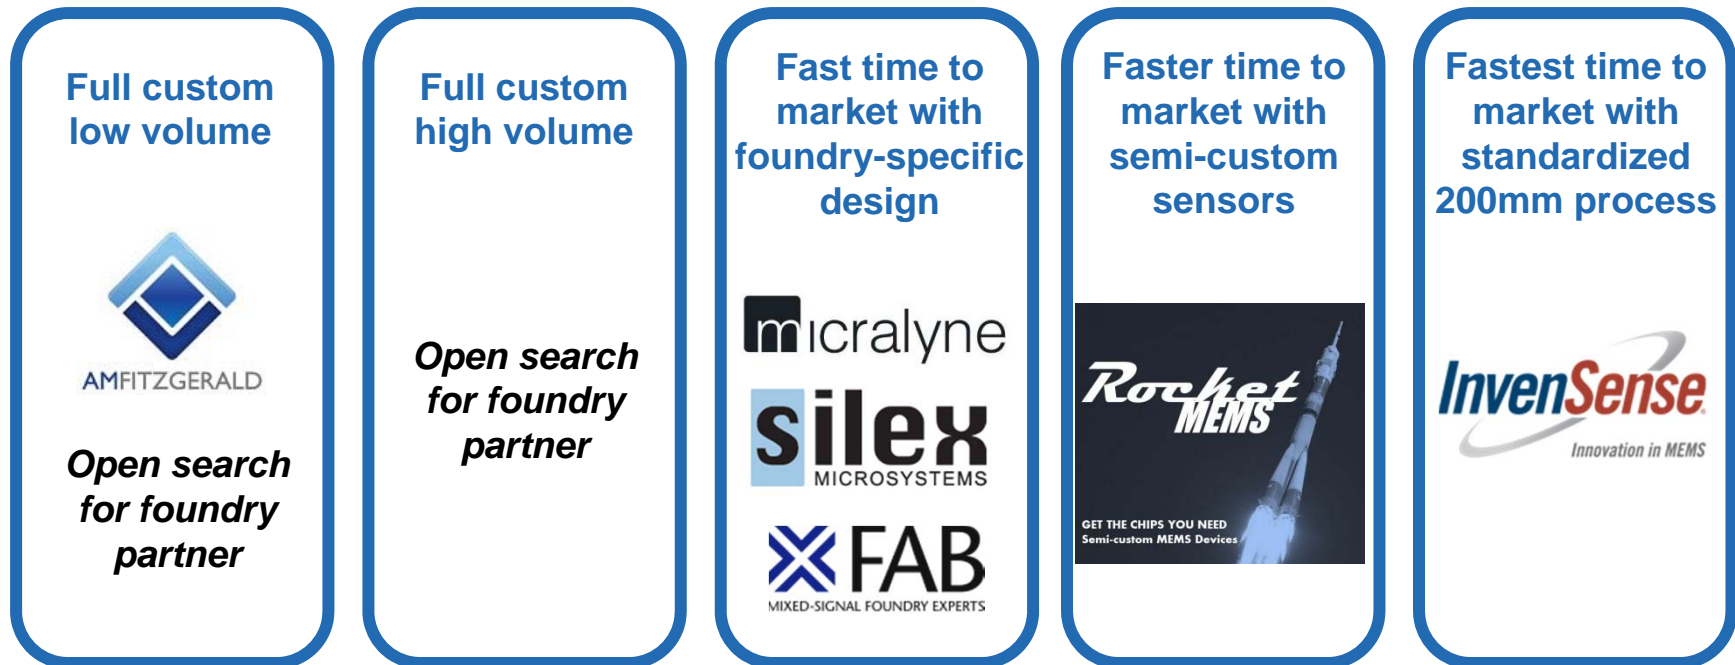 Full custom
low volume
AMFITZGERALD
Open search
for foundry
partner
Full custom
high volume
Open search
for foundry
partner
Fast time to
market with
foundry-specific
design
micralyne
silex
MICROSYSTEMS
XFAB
MIXED-SIGNAL FOUNDRY EXPERTS
Faster time to
market with
semi-custom
sensors
Rocket
MEMS
GET THE CHIPS YOU NEED
Semi-custom MEMS Devices
Fastest time to
market with
standardized
200mm process
InvenSense
Innovation in MEMS